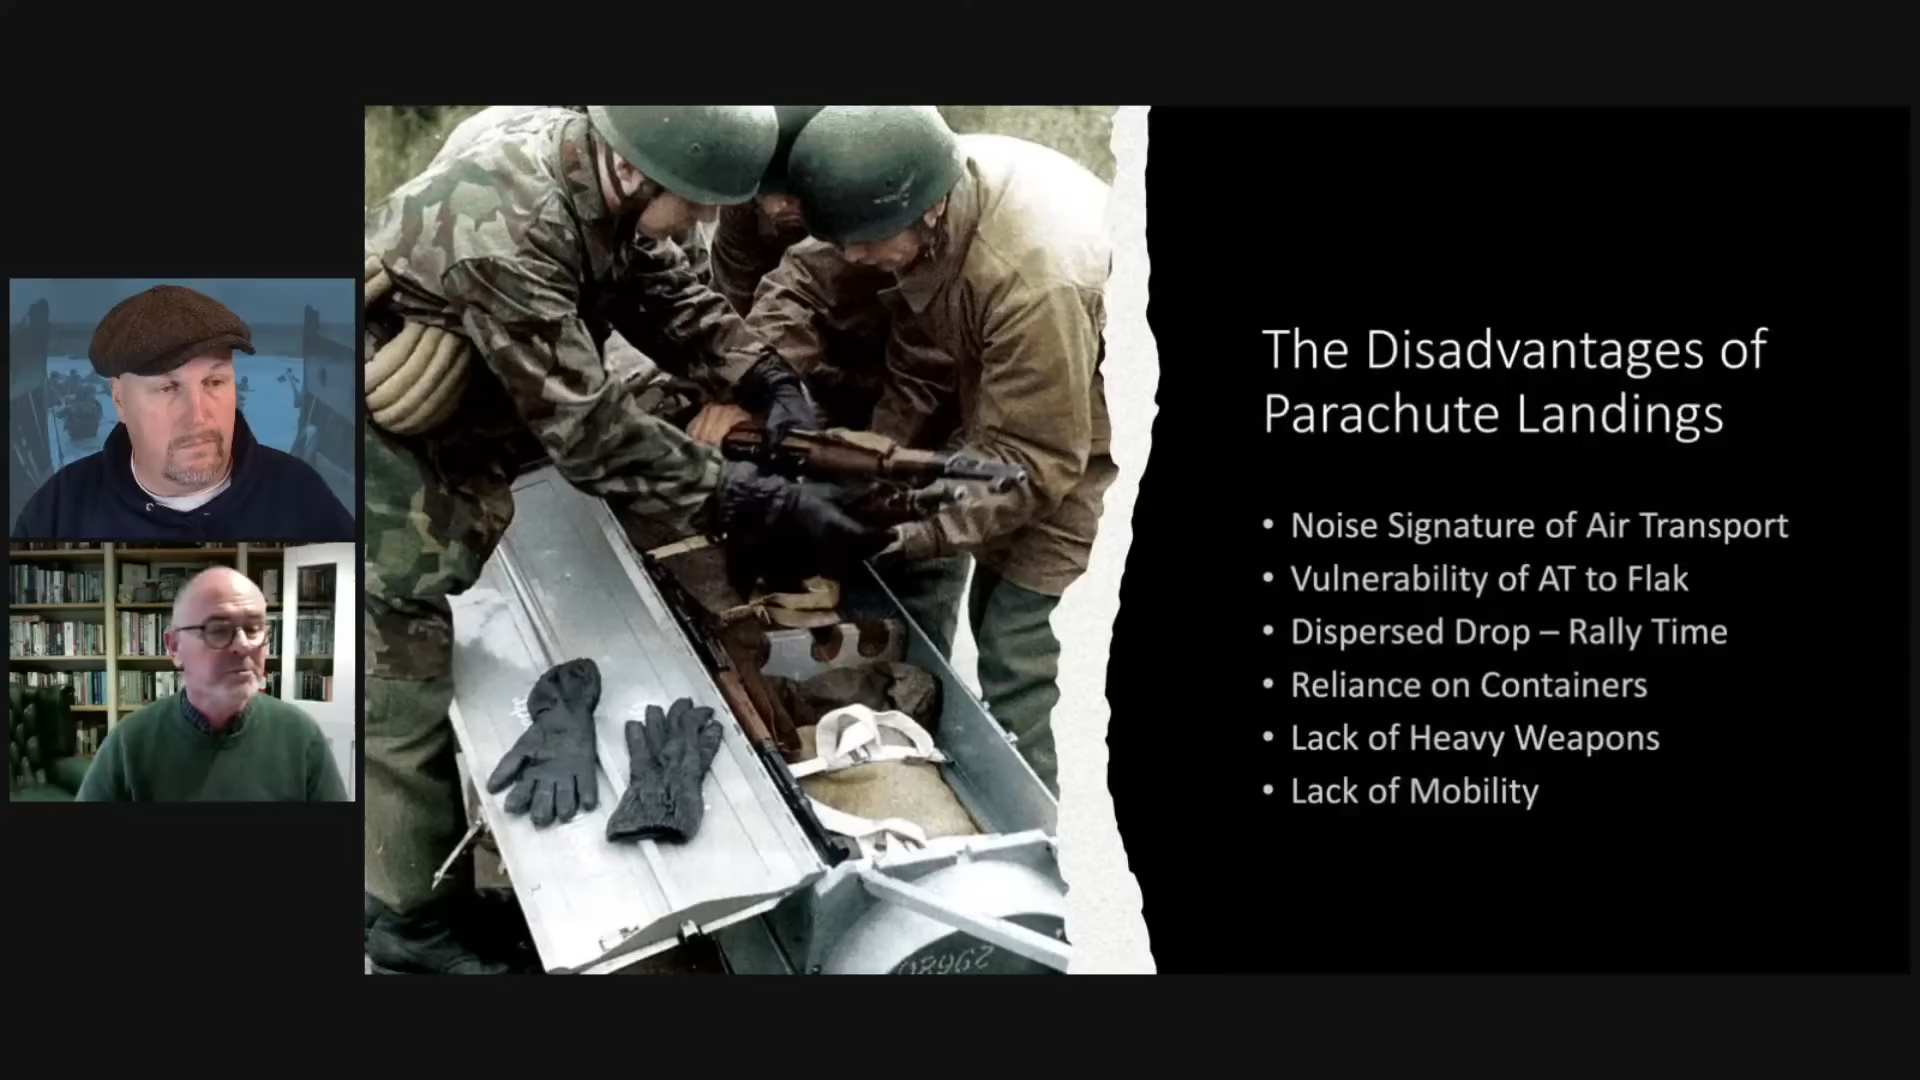 The Disadvantages of
Parachute Landings
• Noise Signature of Air Transport
• Vulnerability of AT to Flak
• Dispersed Drop – Rally Time
• Reliance on Containers
• Lack of Heavy Weapons
• Lack of Mobility